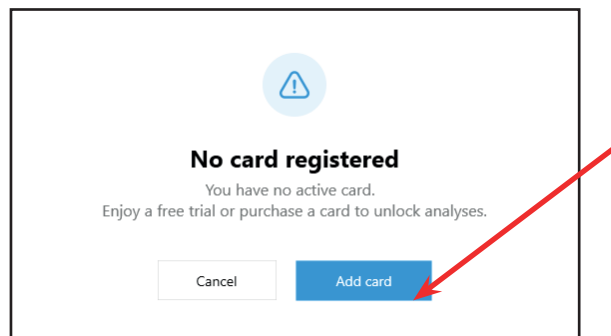 No card registered
You have no active card.
Enjoy a free trial or purchase a card to unlock analyses.
Cancel
Add card